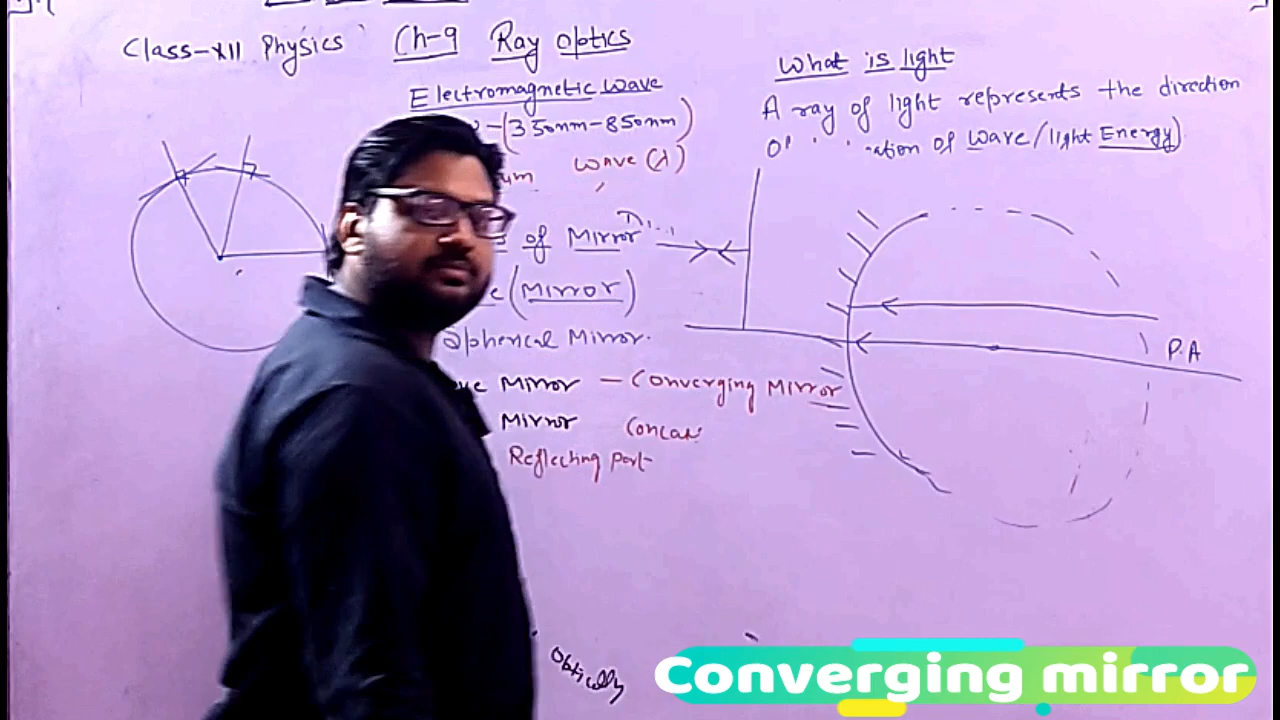 Class-XII Physics Ch-9 Ray Optics
Electromagnetic wave
(350nm-850nm)
wave (λ)
of Mirror
(Mirror)
Spherical Mirror.
Mirror - Converging Mirror
Mirror Concave
Reflecting Part
What is light
A ray of light represents the direction
of wave/light Energy)
P.A
Optically
Converging mirror